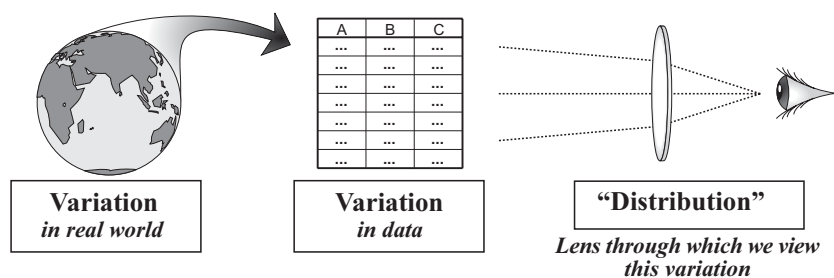 A B C
... ... ...
... ... ...
... ... ...
... ... ...
... ... ...
... ... ...
... ... ...
Variation
in real world
Variation
in data
“Distribution”
Lens through which we view
this variation